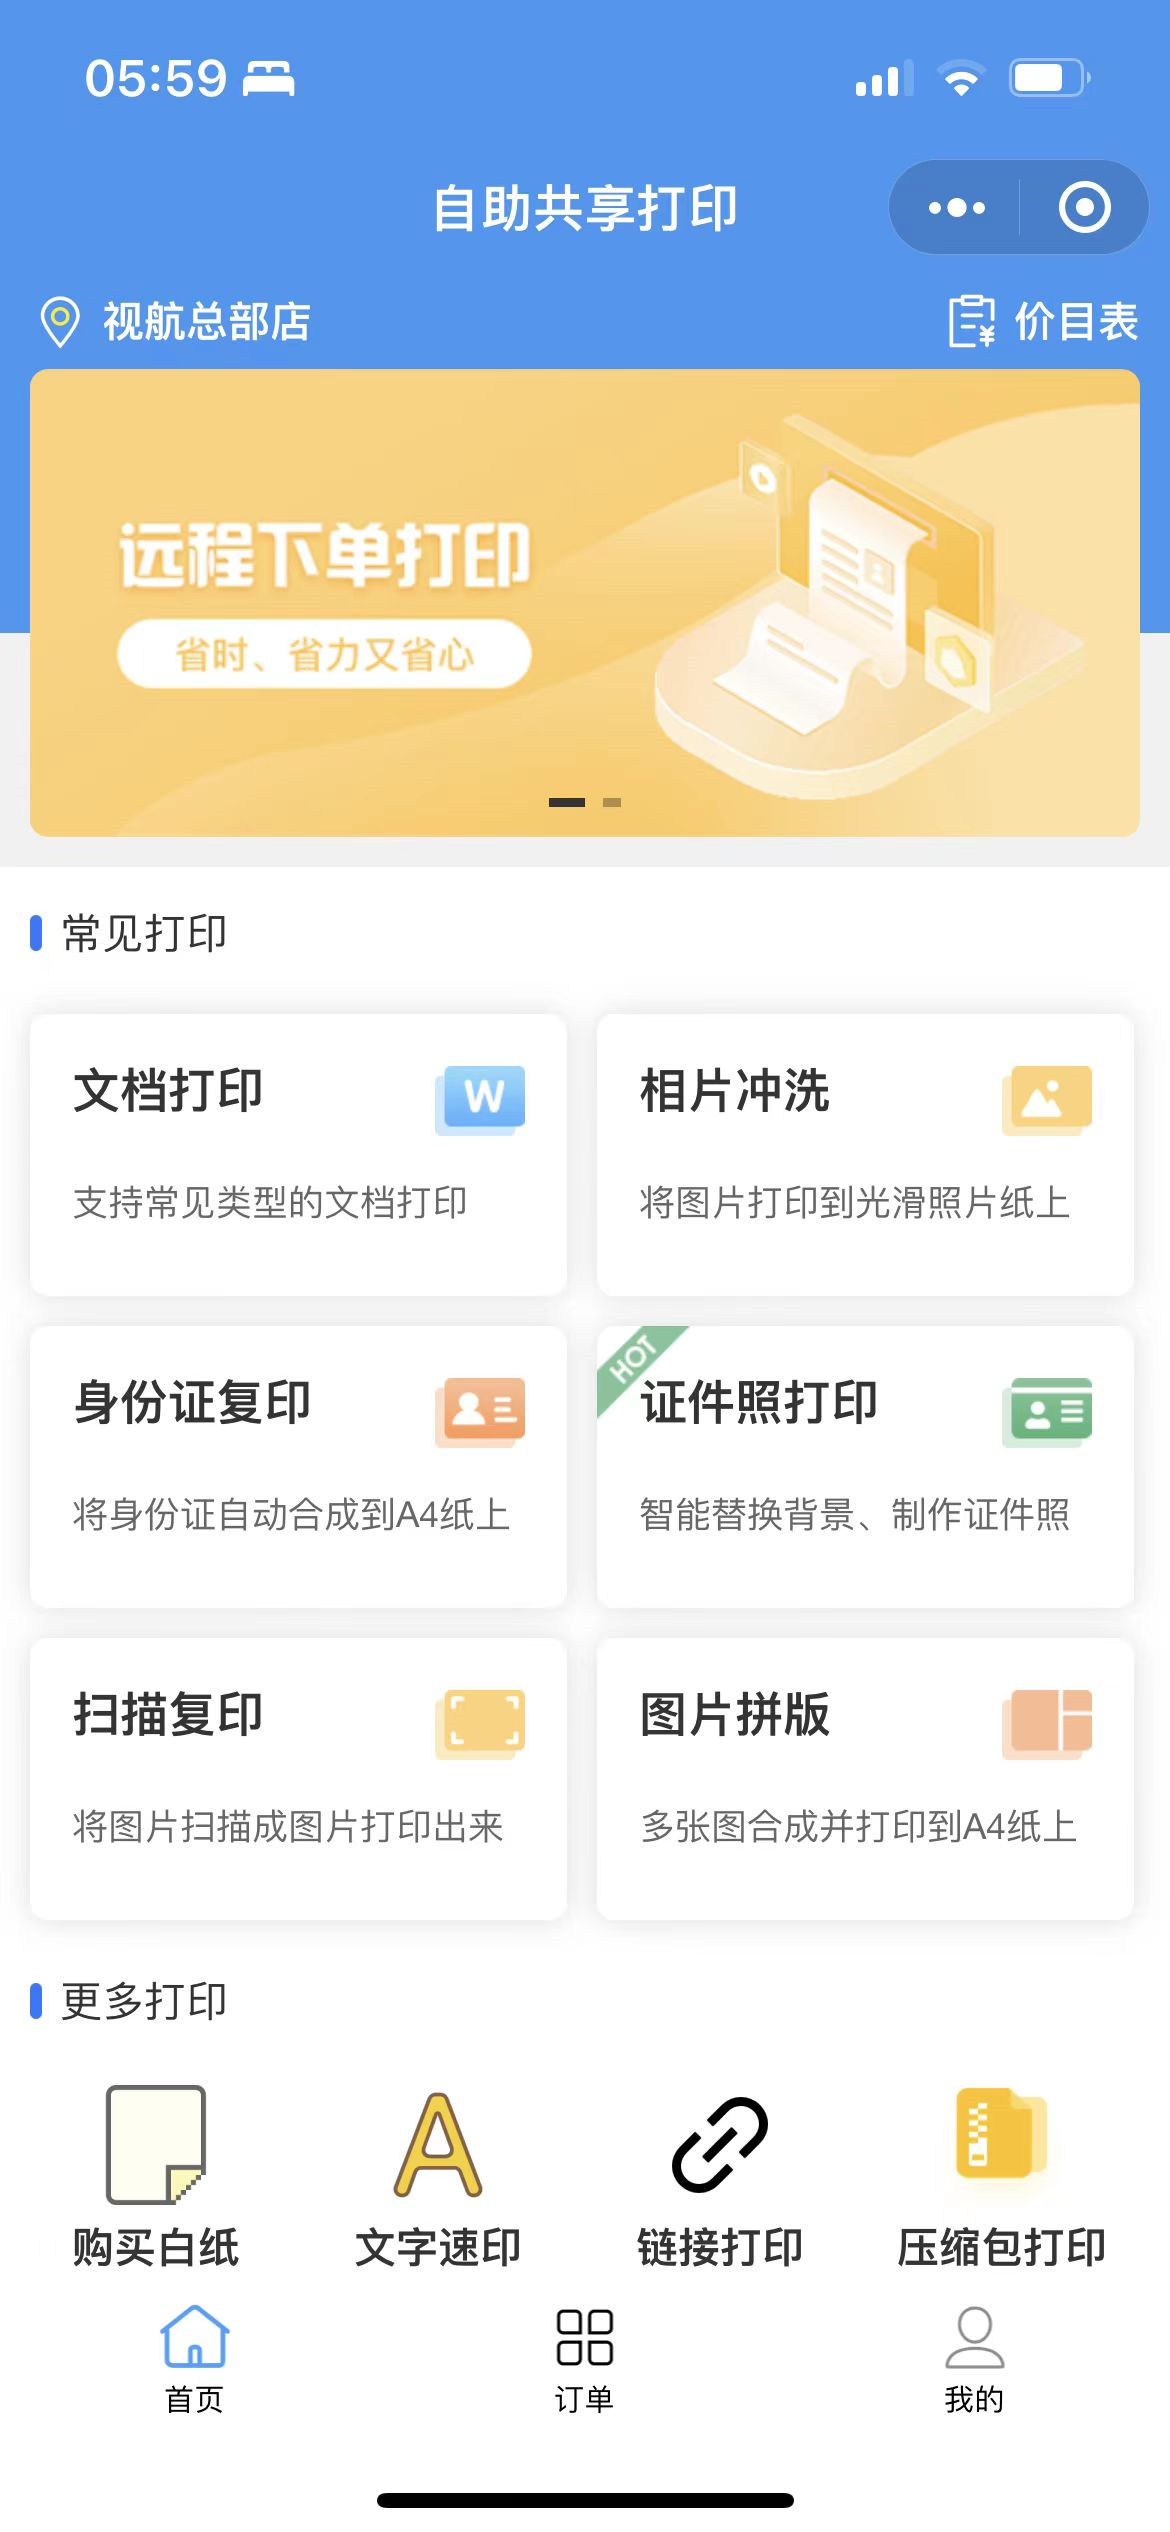 05:59
自助共享打印
视航总部店
价目表
远程下单打印
省时、省力又省心
常见打印
文档打印
W
支持常见类型的文档打印
相片冲洗
将图片打印到光滑照片纸上
身份证复印
将身份证自动合成到A4纸上
HOT
证件照打印
智能替换背景、制作证件照
扫描复印
将图片扫描成图片打印出来
图片拼版
多张图合成并打印到A4纸上
更多打印
购买白纸
文字速印
链接打印
压缩包打印
首页
订单
我的